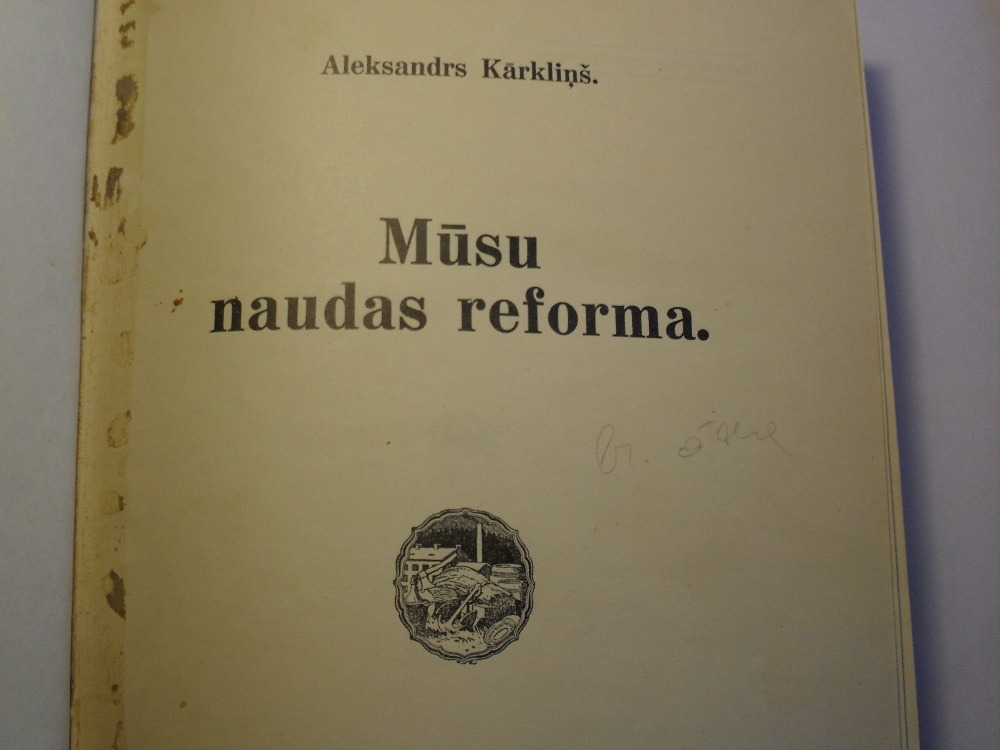 Aleksandrs Kārkliņš.
Mūsu
naudas reforma.